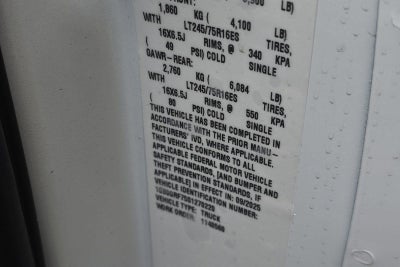 1,860 KG ( 4,100 LB)
WITH LT245/75R16ES TIRES,
16X6.5J RIMS, @ 340 KPA
( 49 PSI) COLD SINGLE
GAWR-REAR:
2,760 KG ( 6,084 LB)
WITH LT245/75R16ES TIRES,
16X6.5J RIMS, @ 550 KPA
( 80 PSI) COLD SINGLE
THIS VEHICLE HAS BEEN COMPLETED IN
ACCORDANCE WITH THE PRIOR MANU-
FACTURERS' IVD, WHERE APPLICABLE.
THIS VEHICLE CONFORMS TO ALL
APPLICABLE FEDERAL MOTOR VEHICLE
SAFETY STANDARDS, [AND BUMPER AND
THEFT PREVENTION STANDARDS, IF
APPLICABLE] IN EFFECT IN: 09/2025
VEHICLE IDENTIFICATION NUMBER:
VEHICLE TYPE: TRUCK
WORK ORDER: